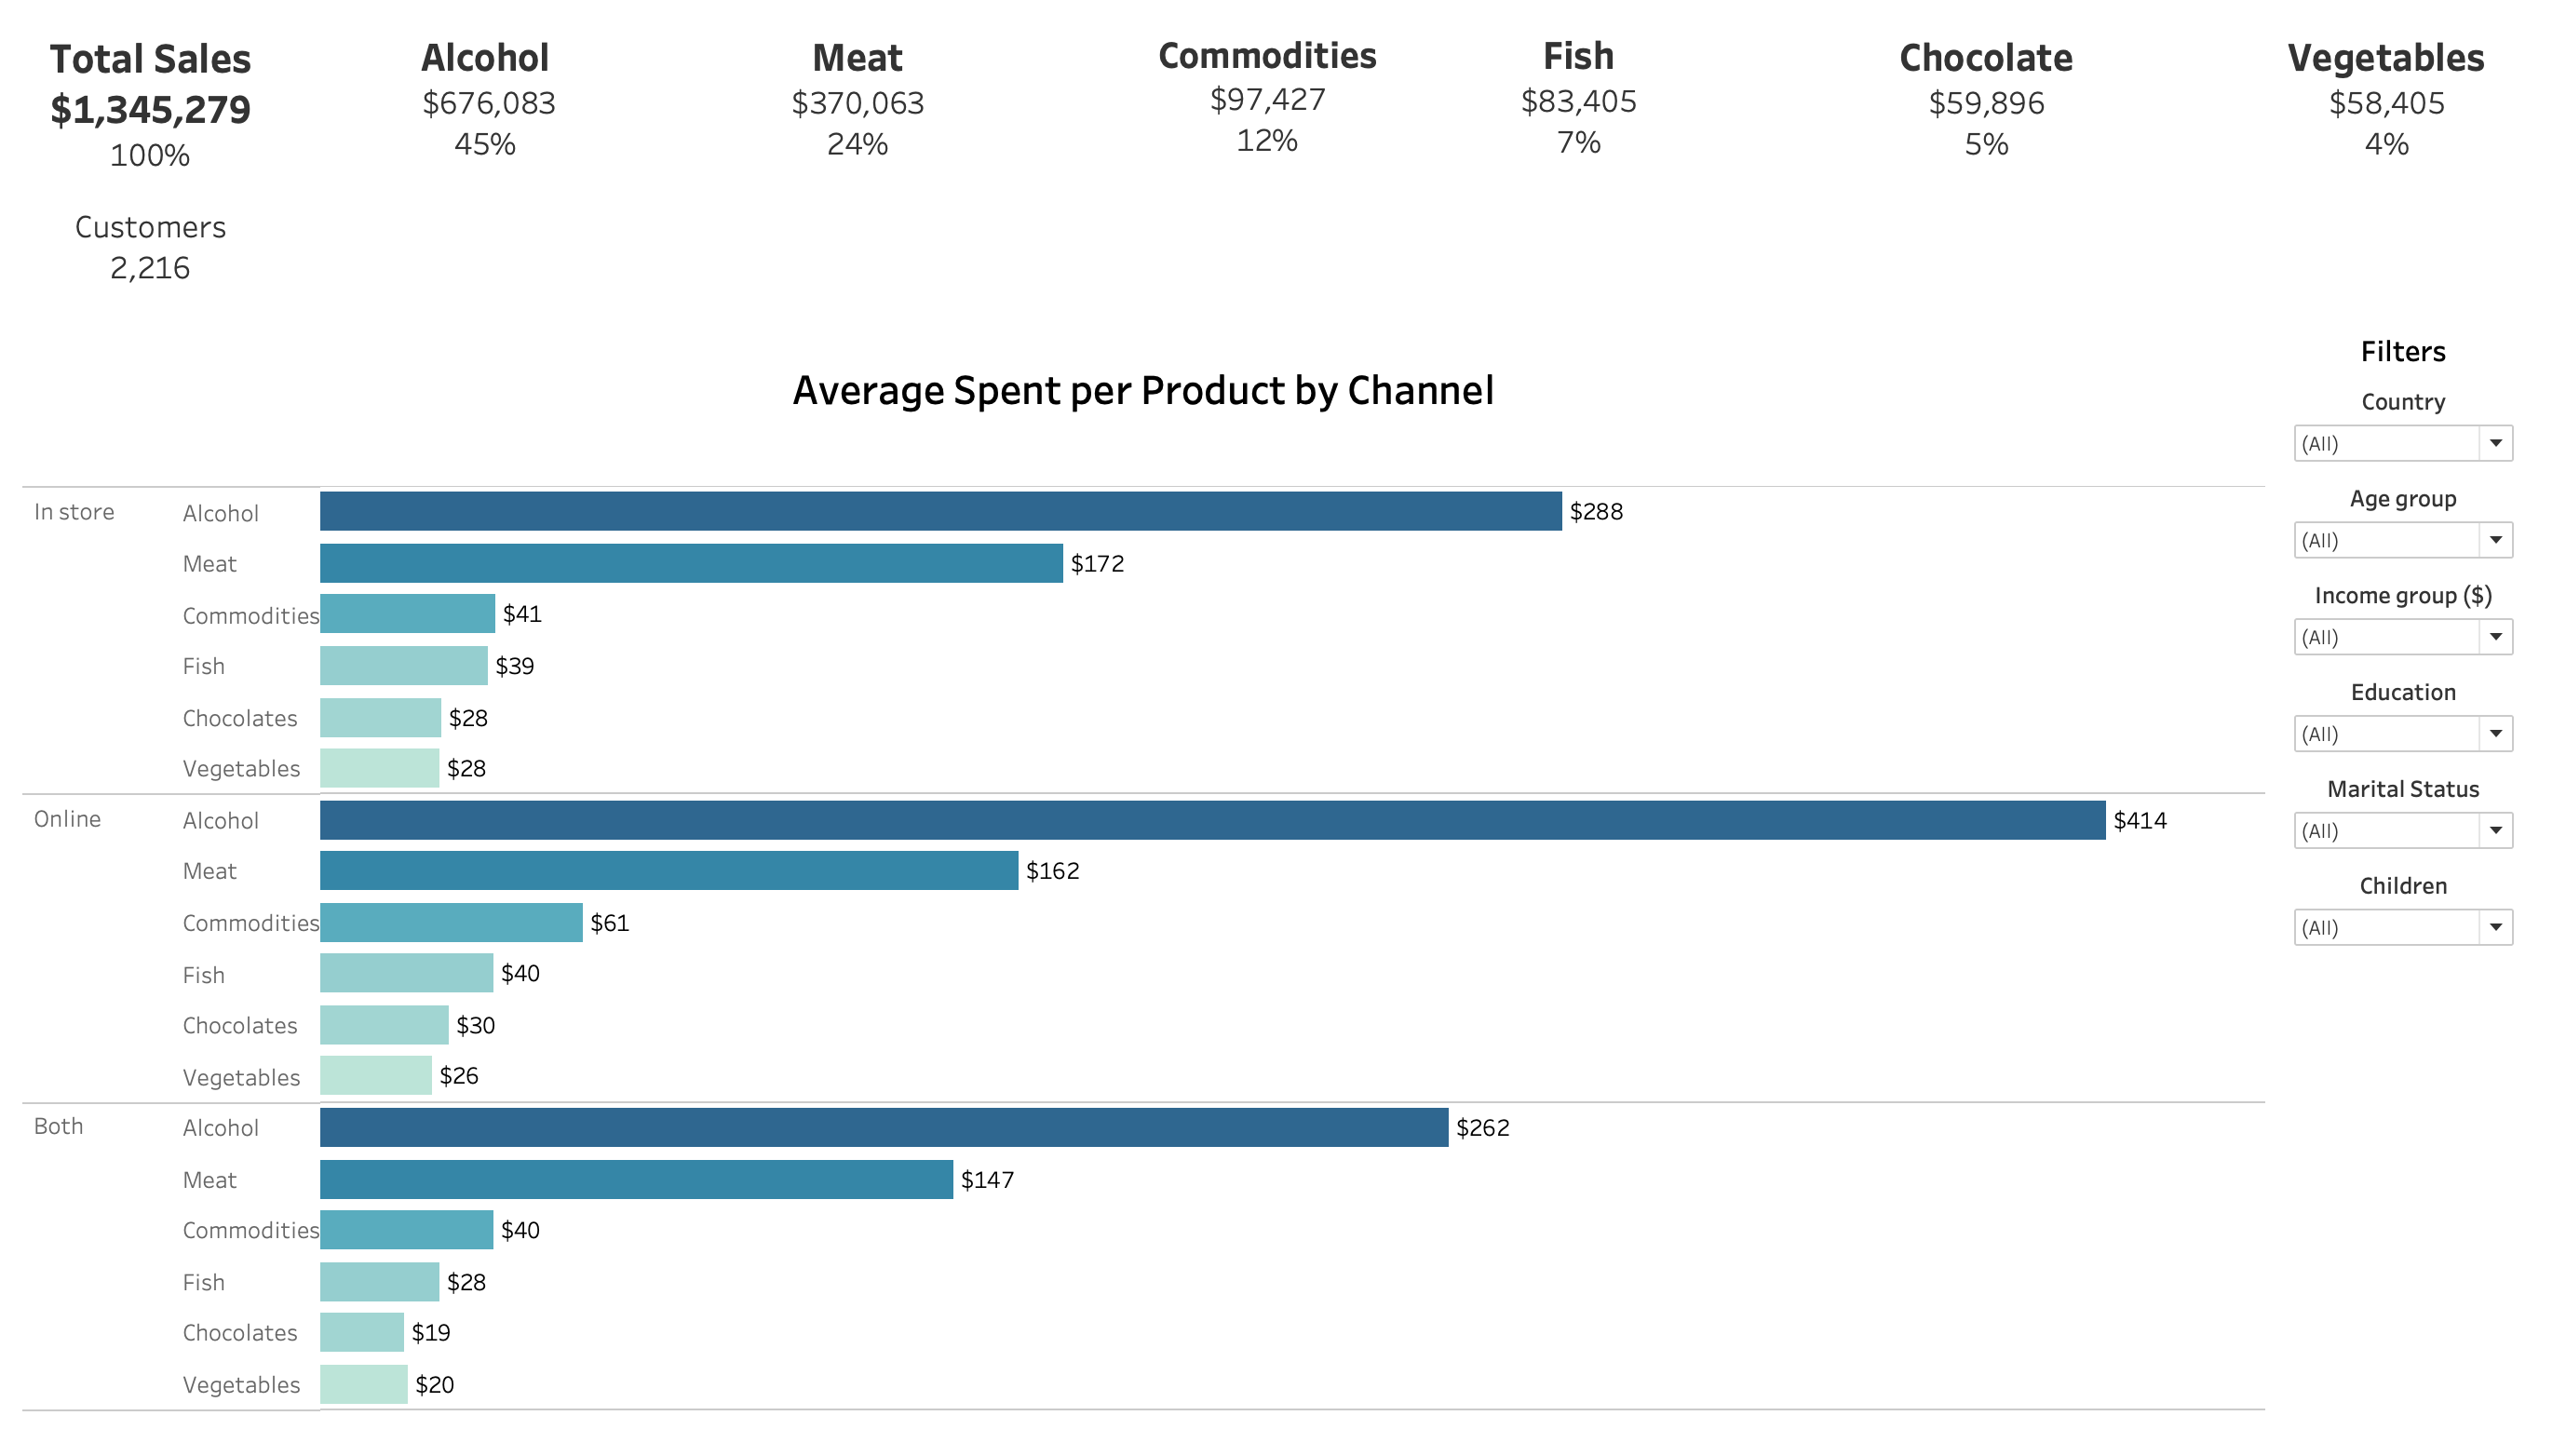 Total Sales
$1,345,279
100%
Customers
2,216
Alcohol
$676,083
45%
Meat
$370,063
24%
Commodities
$97,427
12%
Fish
$83,405
7%
Chocolate
$59,896
5%
Vegetables
$58,405
4%
Average Spent per Product by Channel
In store
Alcohol $288
Meat $172
Commodities $41
Fish $39
Chocolates $28
Vegetables $28
Online
Alcohol $414
Meat $162
Commodities $61
Fish $40
Chocolates $30
Vegetables $26
Both
Alcohol $262
Meat $147
Commodities $40
Fish $28
Chocolates $19
Vegetables $20
Filters
Country
(All)
Age group
(All)
Income group ($)
(All)
Education
(All)
Marital Status
(All)
Children
(All)